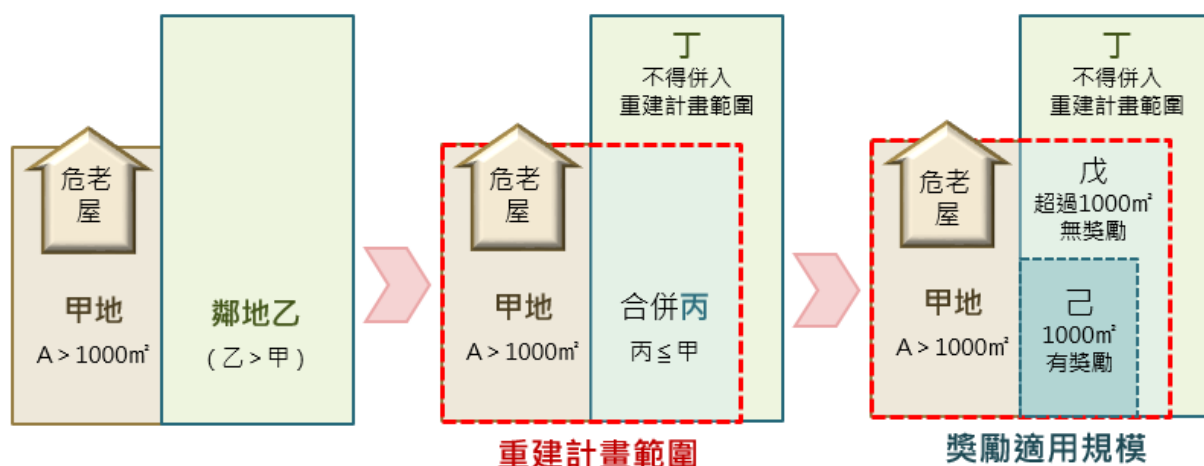 危老
屋
甲地
A > 1000㎡
鄰地乙
( 乙 > 甲 )
丁
不得併入
重建計畫範圍
危老
屋
甲地
A > 1000㎡
合併丙
丙 ≦ 甲
重建計畫範圍
丁
不得併入
重建計畫範圍
危老
屋
戊
超過1000㎡
無獎勵
甲地
A > 1000㎡
己
1000㎡
有獎勵
獎勵適用規模